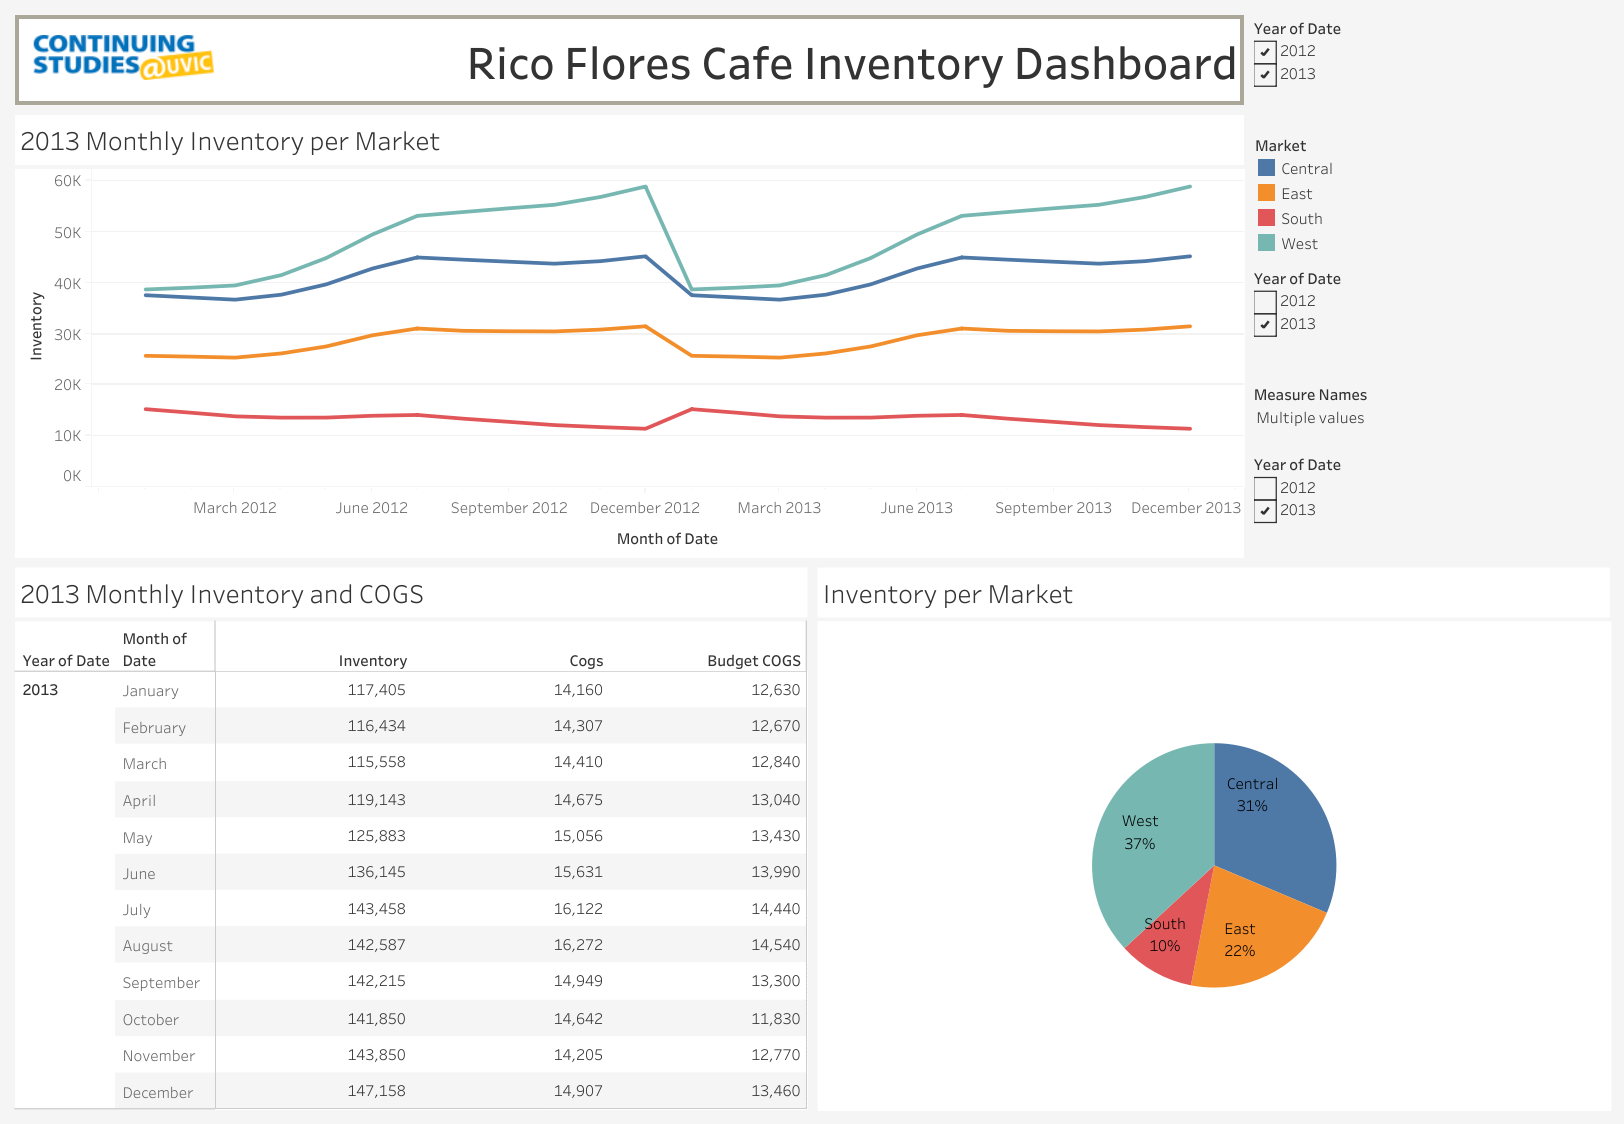 CONTINUING
STUDIES@UVIC
Rico Flores Cafe Inventory Dashboard
Year of Date
2012
2013
2013 Monthly Inventory per Market
60K
50K
40K
30K
20K
10K
0K
Inventory
March 2012 June 2012 September 2012 December 2012 March 2013 June 2013 September 2013 December 2013
Month of Date
Market
Central
East
South
West
Year of Date
2012
2013
Measure Names
Multiple values
Year of Date
2012
2013
2013 Monthly Inventory and COGS
Year of Date Month of Date Inventory Cogs Budget COGS
2013 January 117,405 14,160 12,630
February 116,434 14,307 12,670
March 115,558 14,410 12,840
April 119,143 14,675 13,040
May 125,883 15,056 13,430
June 136,145 15,631 13,990
July 143,458 16,122 14,440
August 142,587 16,272 14,540
September 142,215 14,949 13,300
October 141,850 14,642 11,830
November 143,850 14,205 12,770
December 147,158 14,907 13,460
Inventory per Market
Central
31%
West
37%
South
10%
East
22%